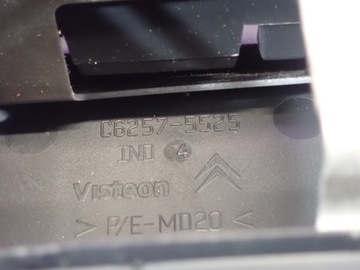 C6257-5525
IND 4
Visteon
> P/E-MD20 <